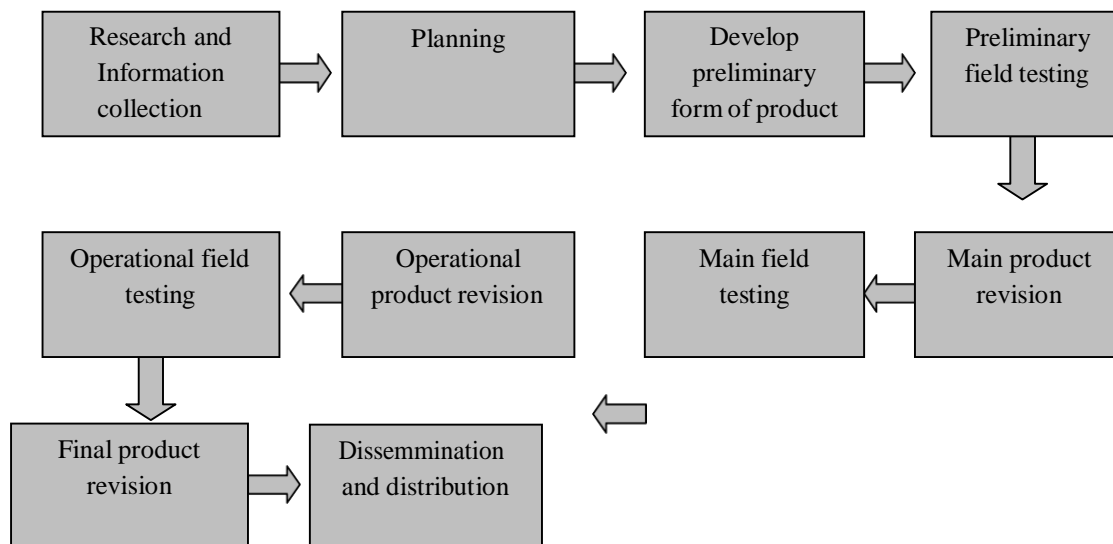 Research and
Information
collection
Planning
Develop
preliminary
form of product
Preliminary
field testing
Main product
revision
Main field
testing
Operational
product revision
Operational field
testing
Final product
revision
Dissemmination
and distribution